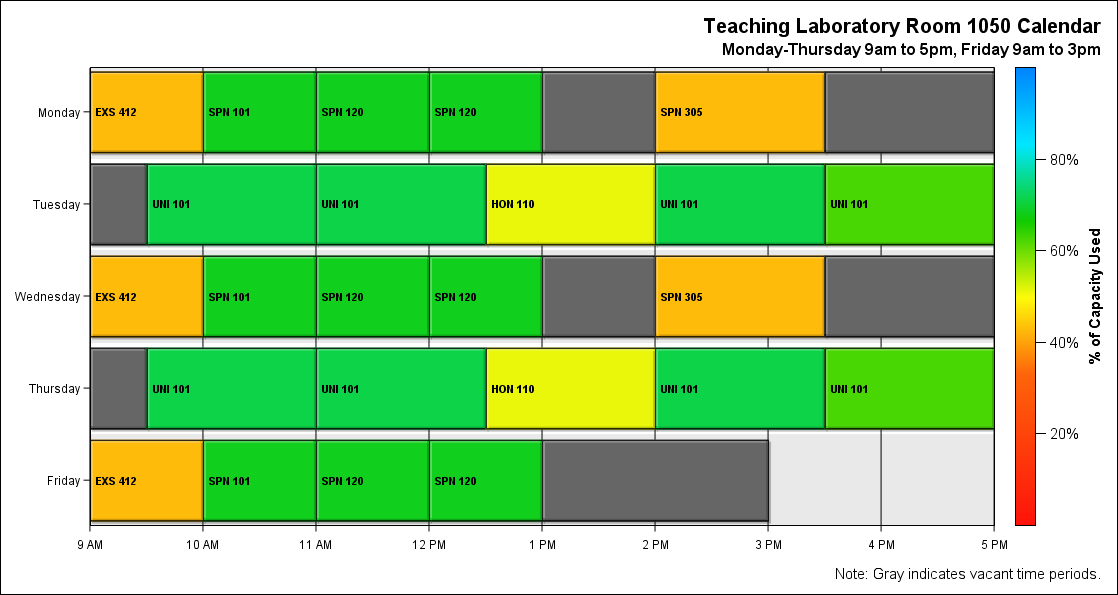 Teaching Laboratory Room 1050 Calendar
Monday-Thursday 9am to 5pm, Friday 9am to 3pm
Monday
EXS 412
SPN 101
SPN 120
SPN 120
SPN 305
Tuesday
UNI 101
UNI 101
HON 110
UNI 101
UNI 101
Wednesday
EXS 412
SPN 101
SPN 120
SPN 120
SPN 305
Thursday
UNI 101
UNI 101
HON 110
UNI 101
UNI 101
Friday
EXS 412
SPN 101
SPN 120
SPN 120
9 AM
10 AM
11 AM
12 PM
1 PM
2 PM
3 PM
4 PM
5 PM
80%
60%
40%
20%
% of Capacity Used
Note: Gray indicates vacant time periods.